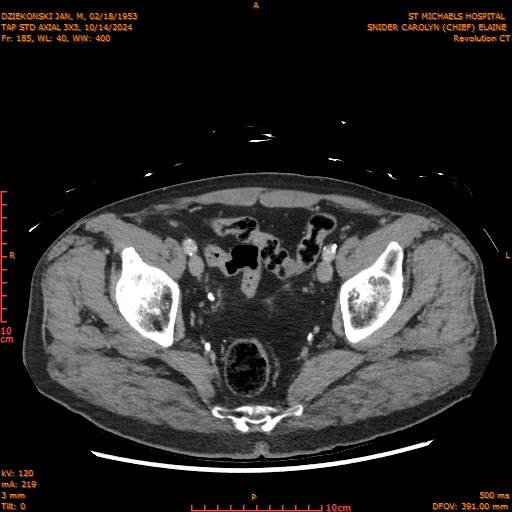 A
DZIEKONSKI JAN, M, 02/18/1953
TAP STD AXIAL 3X3, 10/14/2024
Fr: 185, WL: 40, WW: 400
ST MICHAELS HOSPITAL
SNIDER CAROLYN (CHIEF) ELAINE
Revolution CT
R
L
10
cm
kV: 120
mA: 219
3 mm
Tilt: 0
P
10cm
500 ms
DFOV: 391.00 mm